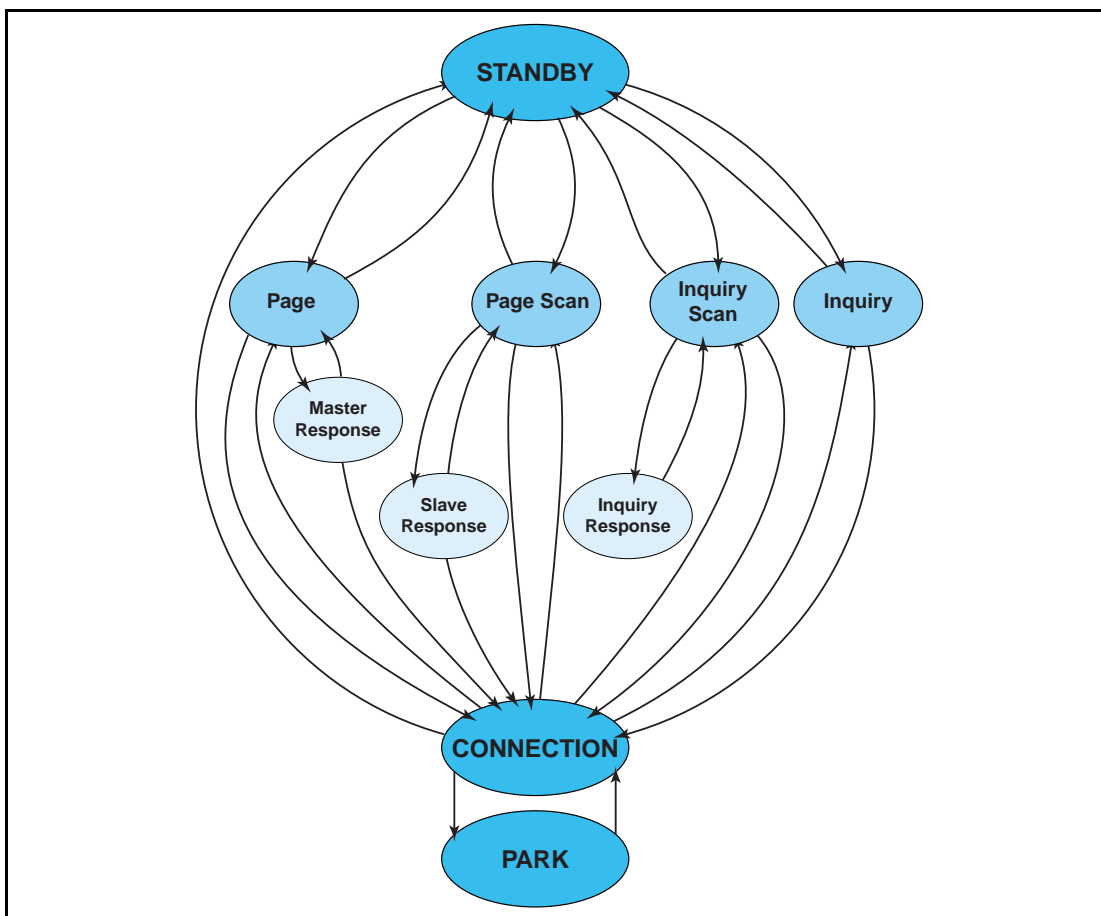 STANDBY
Page
Page Scan
Inquiry
Scan
Inquiry
Master
Response
Slave
Response
Inquiry
Response
CONNECTION
PARK